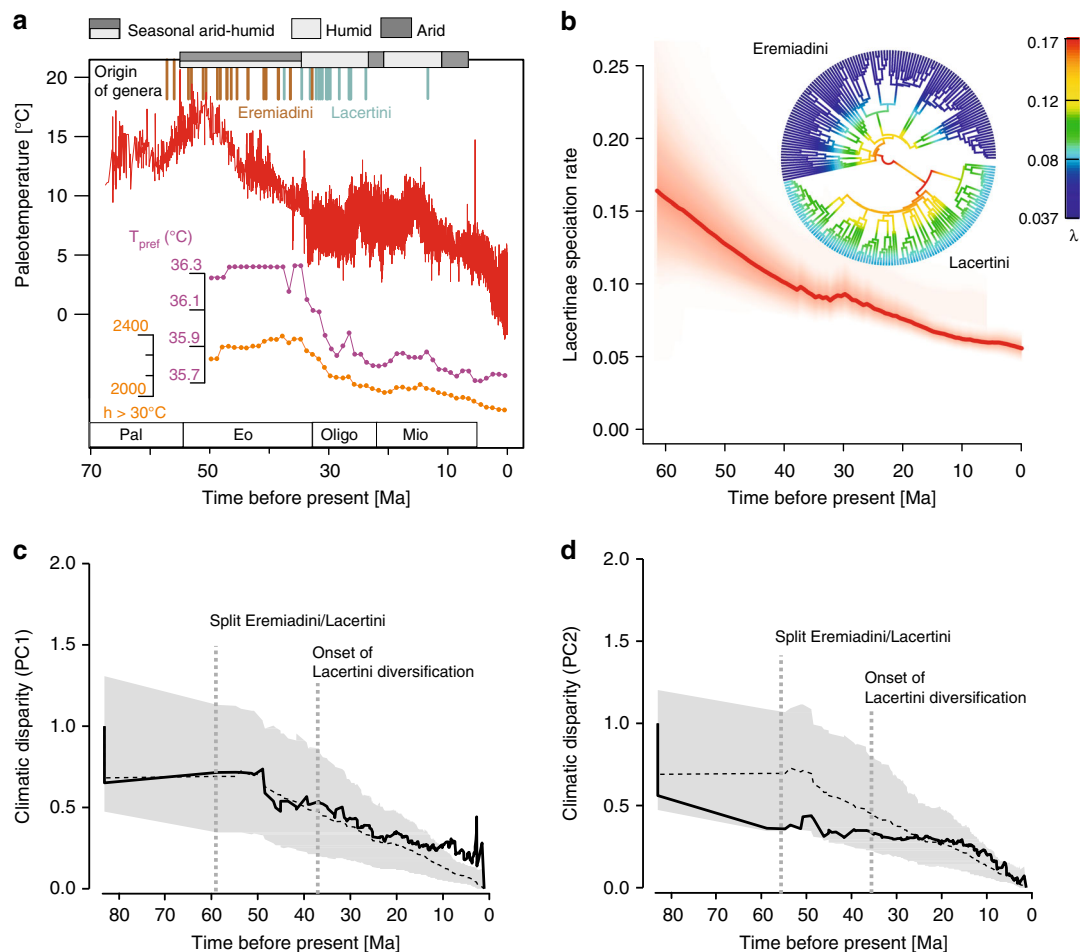 a
Seasonal arid-humid
Humid
Arid
Origin
of genera
Eremiadini
Lacertini
Paleotemperature [°C]
20
15
10
5
0
Tpref (°C)
36.3
36.1
35.9
35.7
2400
2000
h > 30°C
Pal
Eo
Oligo
Mio
70
50
30
10
0
Time before present [Ma]
b
Eremiadini
Lacertini
0.17
0.12
0.08
0.037
λ
Lacertinae speciation rate
0.25
0.20
0.15
0.10
0.05
0.00
60
50
40
30
20
10
0
Time before present [Ma]
c
Climatic disparity (PC1)
2.0
1.5
1.0
0.5
0.0
Split Eremiadini/Lacertini
Onset of
Lacertini diversification
80
70
60
50
40
30
20
10
0
Time before present [Ma]
d
Climatic disparity (PC2)
2.0
1.5
1.0
0.5
0.0
Split Eremiadini/Lacertini
Onset of
Lacertini diversification
80
70
60
50
40
30
20
10
0
Time before present [Ma]